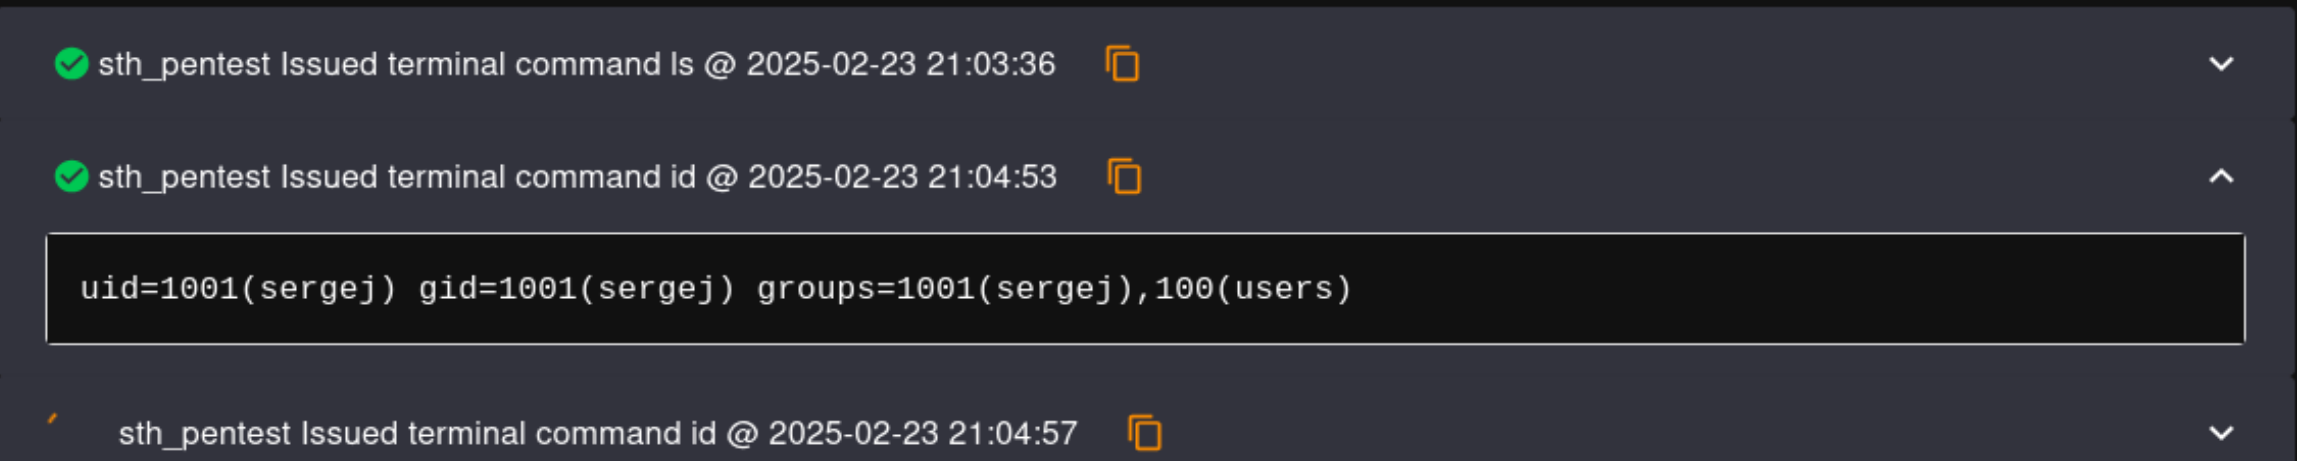 sth_pentest Issued terminal command ls @ 2025-02-23 21:03:36
sth_pentest Issued terminal command id @ 2025-02-23 21:04:53
uid=1001(sergej) gid=1001(sergej) groups=1001(sergej),100(users)
sth_pentest Issued terminal command id @ 2025-02-23 21:04:57